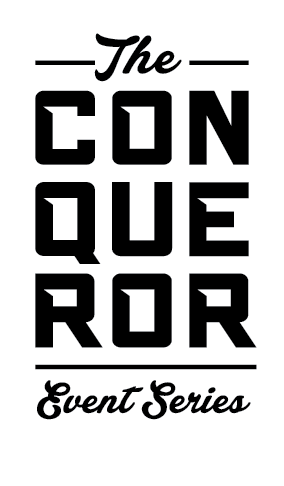 The
CON
QUE
ROR
Event Series